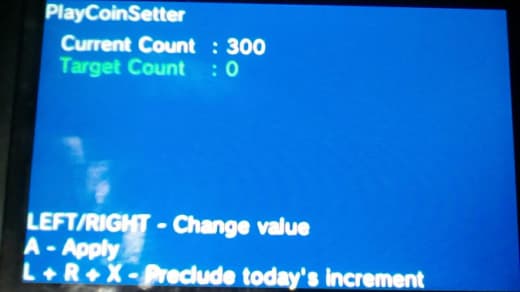 PlayCoinSetter
Current Count : 300
Target Count : 0
LEFT/RIGHT - Change value
A - Apply
L + R + X - Preclude today's increment